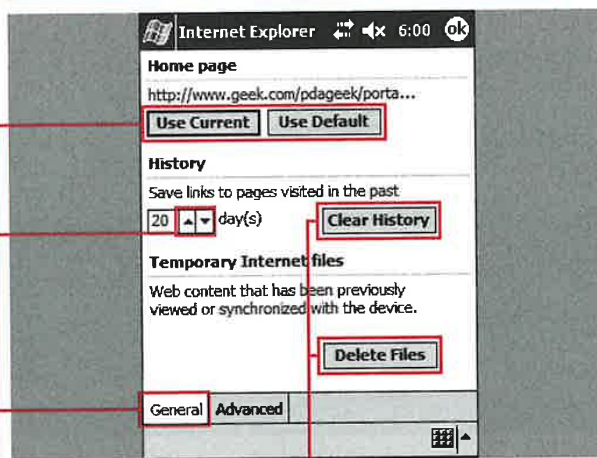 Internet Explorer 6:00 ok
Home page
http://www.geek.com/pdageek/porta...
Use Current Use Default
History
Save links to pages visited in the past
20 day(s) Clear History
Temporary Internet files
Web content that has been previously
viewed or synchronized with the device.
Delete Files
General Advanced